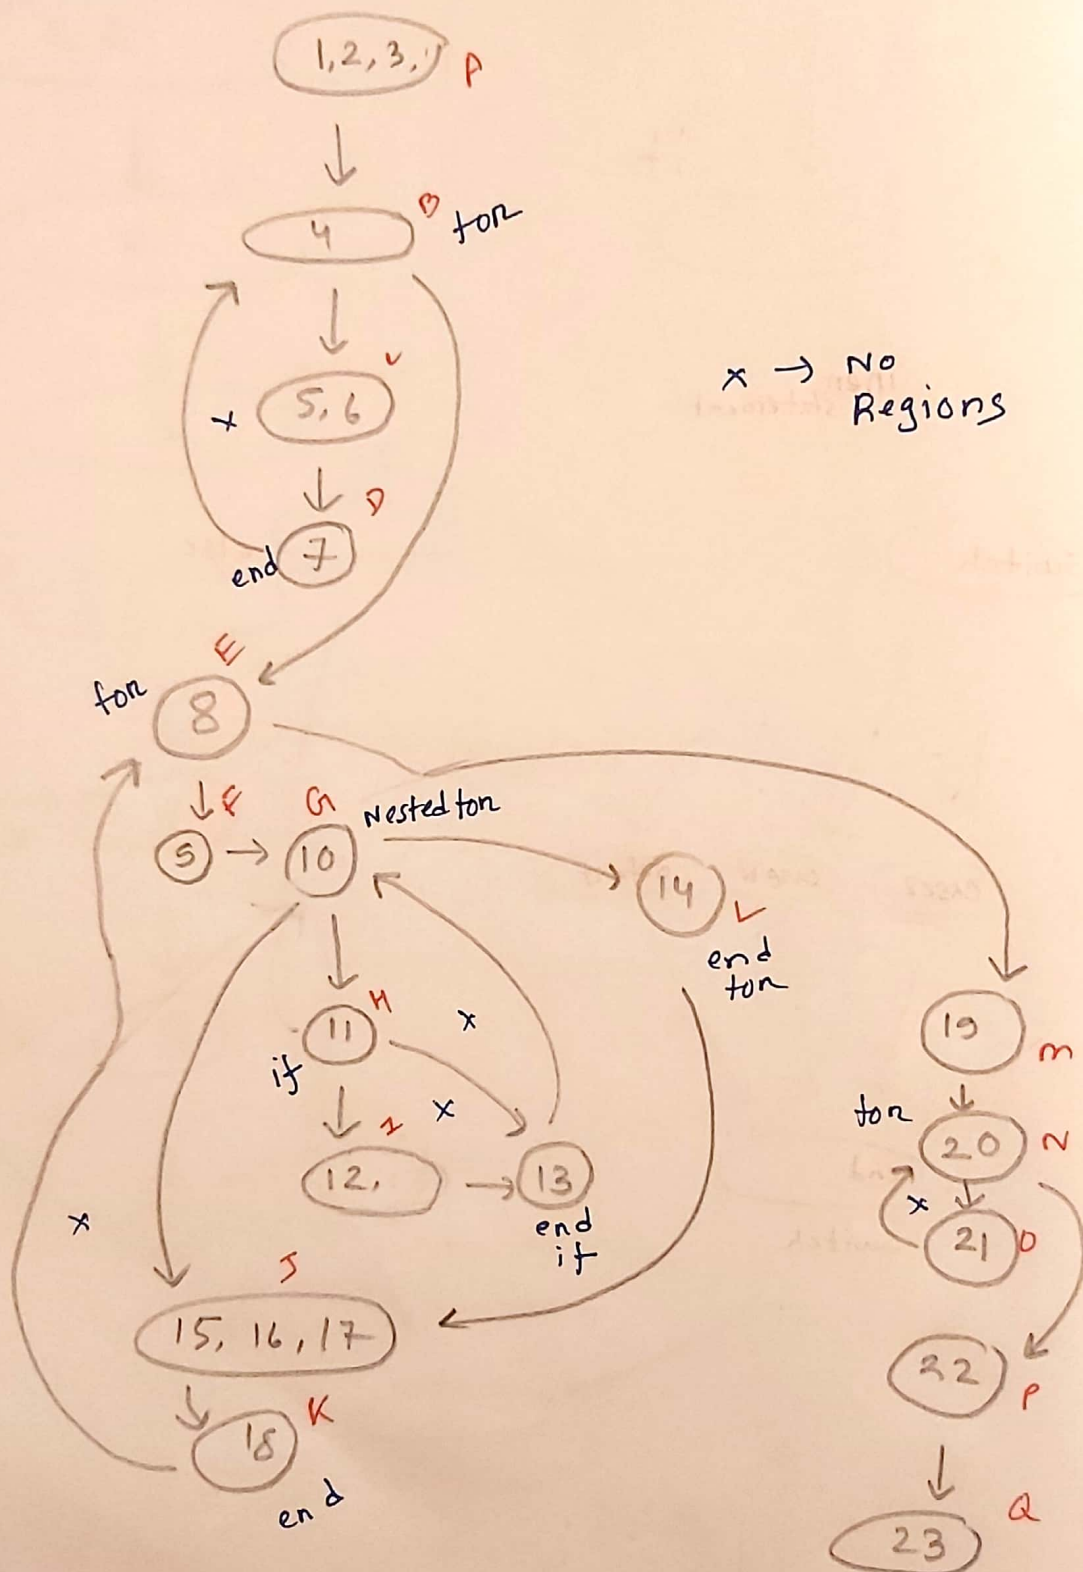 1,2,3,
A
4
B
for
5,6
x
x → No
Regions
D
7
end
E
for
8
F
G
Nested for
5
10
14
L
end
for
H
11
x
if
19
M
x
I
for
20
N
12,
13
end
if
x
21
O
x
J
15, 16, 17
22
P
K
18
end
Q
23